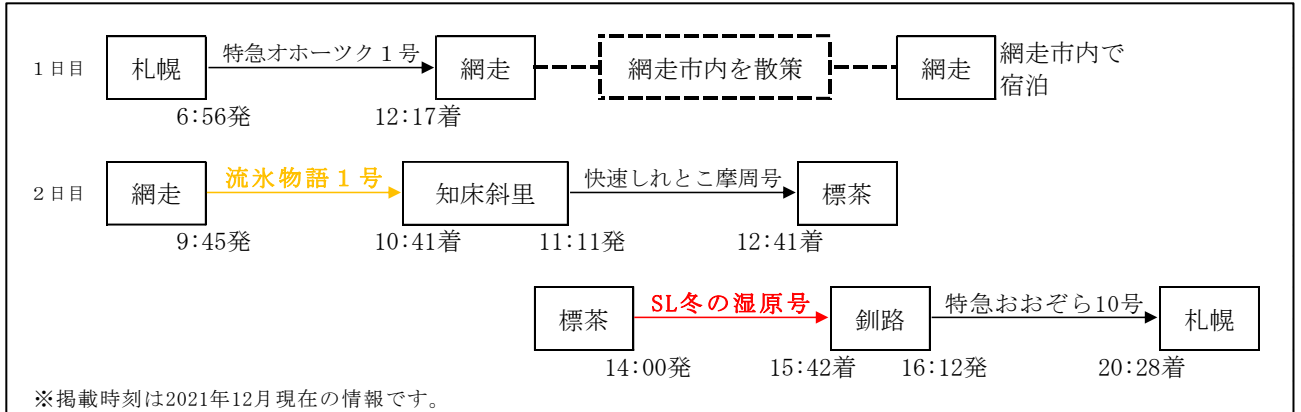 1日目 札幌 特急オホーツク1号 網走 網走市内を散策 網走 網走市内で
宿泊
6:56発 12:17着
2日目 網走 流氷物語1号 知床斜里 快速しれとこ摩周号 標茶
9:45発 10:41着 11:11発 12:41着
標茶 SL冬の湿原号 釧路 特急おおぞら10号 札幌
14:00発 15:42着 16:12発 20:28着
※掲載時刻は2021年12月現在の情報です。